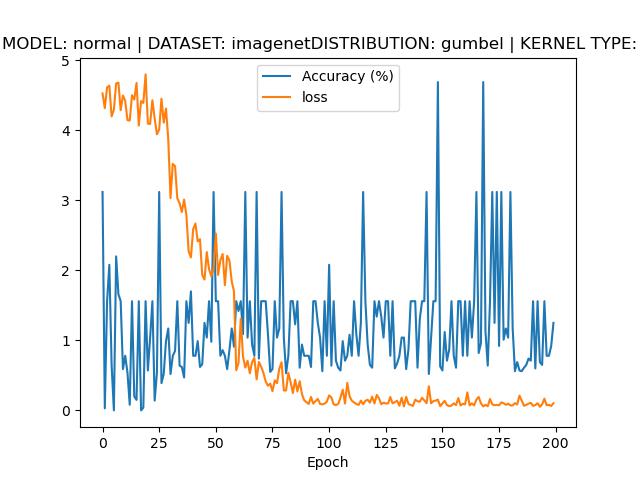 MODEL: normal | DATASET: imagenetDISTRIBUTION: gumbel | KERNEL TYPE:
Accuracy (%)
loss
5
4
3
2
1
0
0 25 50 75 100 125 150 175 200
Epoch